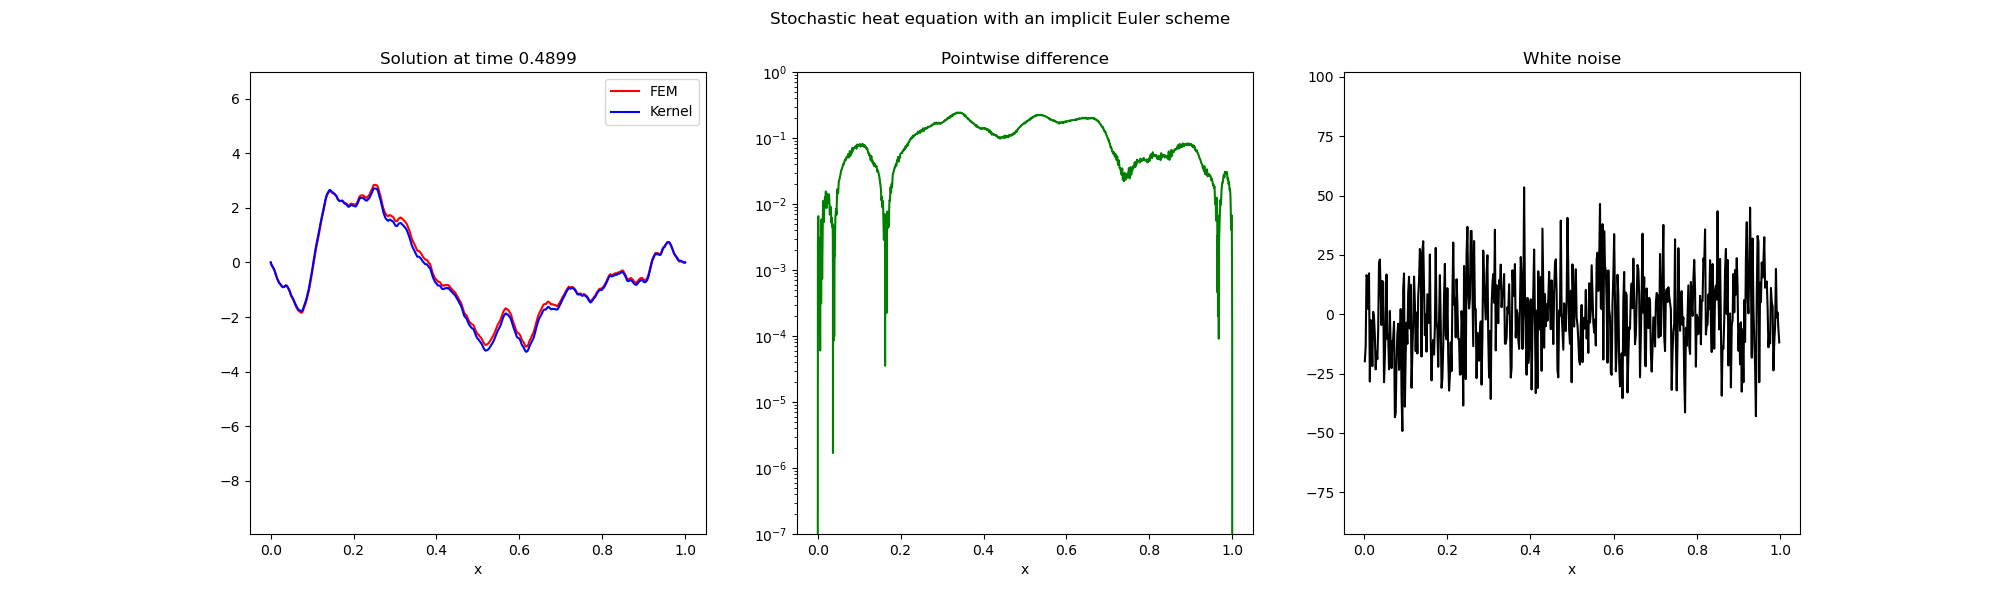 Stochastic heat equation with an implicit Euler scheme
Solution at time 0.4899
FEM
Kernel
6
4
2
0
−2
−4
−6
−8
0.0 0.2 0.4 0.6 0.8 1.0
x
Pointwise difference
10⁰
10⁻¹
10⁻²
10⁻³
10⁻⁴
10⁻⁵
10⁻⁶
10⁻⁷
0.0 0.2 0.4 0.6 0.8 1.0
x
White noise
100
75
50
25
0
−25
−50
−75
0.0 0.2 0.4 0.6 0.8 1.0
x